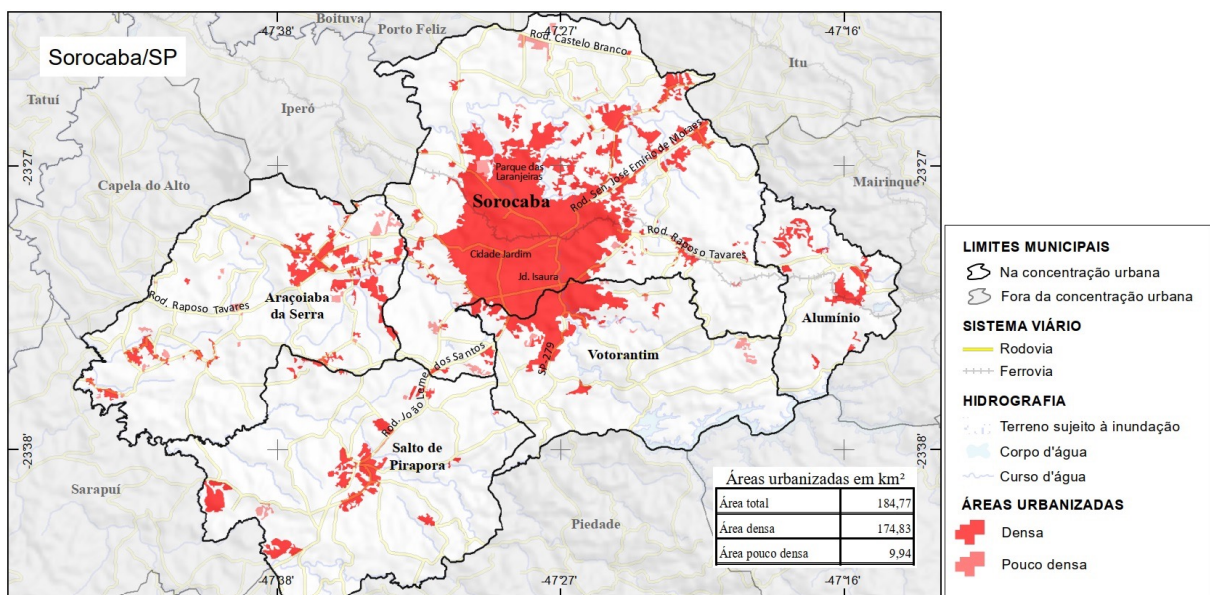 Sorocaba/SP
-47°38'
Boituva
Porto Feliz
-47°27'
-47°16'
Rod. Castelo Branco
Itu
Tatuí
Iperó
-23°27'
Parque das
Laranjeiras
Rod. Sen. José Ermírio de Moraes
-23°27'
Capela do Alto
Mairinque
Sorocaba
Rod. Raposo Tavares
Cidade Jardim
Jd. Isaura
Rod. Raposo Tavares
Araçoiaba
da Serra
Alumínio
Votorantim
Rod. João Leme dos Santos
SP-279
-23°38'
Salto de
Pirapora
-23°38'
Sarapuí
Piedade
Áreas urbanizadas em km²
Área total 184,77
Área densa 174,83
Área pouco densa 9,94
-47°38'
-47°27'
-47°16'
LIMITES MUNICIPAIS
Na concentração urbana
Fora da concentração urbana
SISTEMA VIÁRIO
Rodovia
Ferrovia
HIDROGRAFIA
Terreno sujeito à inundação
Corpo d'água
Curso d'água
ÁREAS URBANIZADAS
Densa
Pouco densa